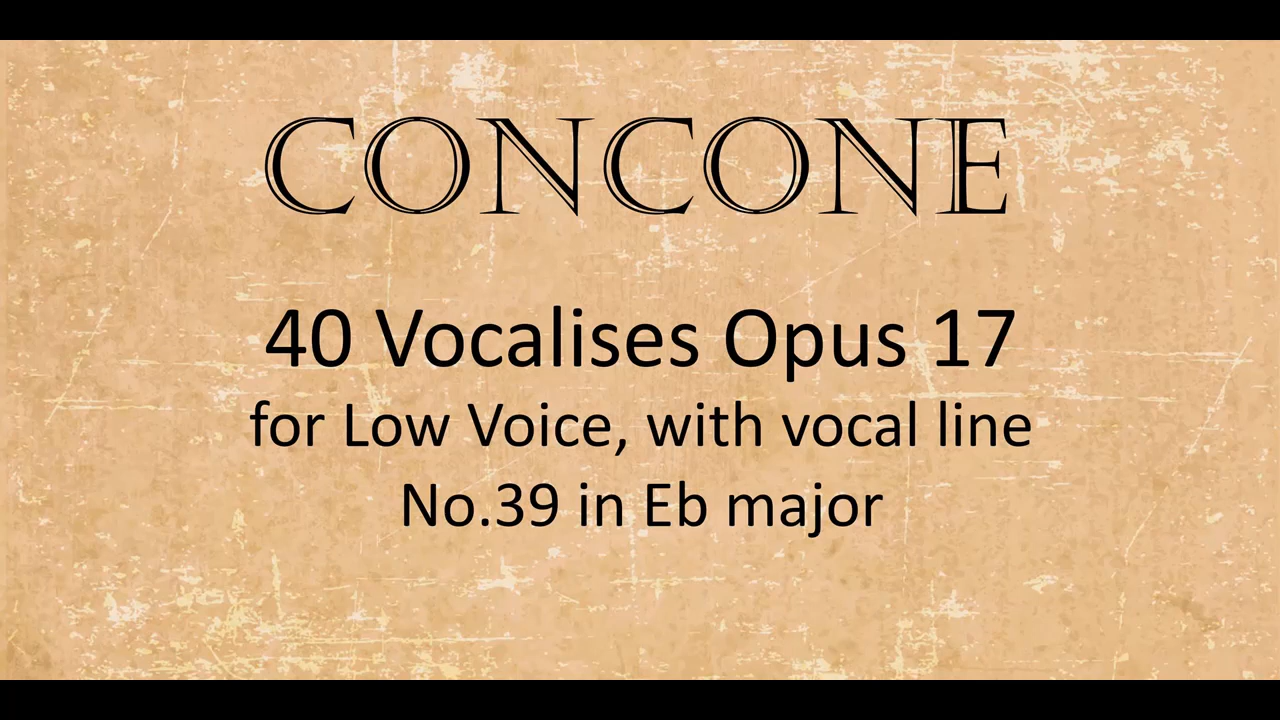 CONCONE
40 Vocalises Opus 17
for Low Voice, with vocal line
No.39 in Eb major